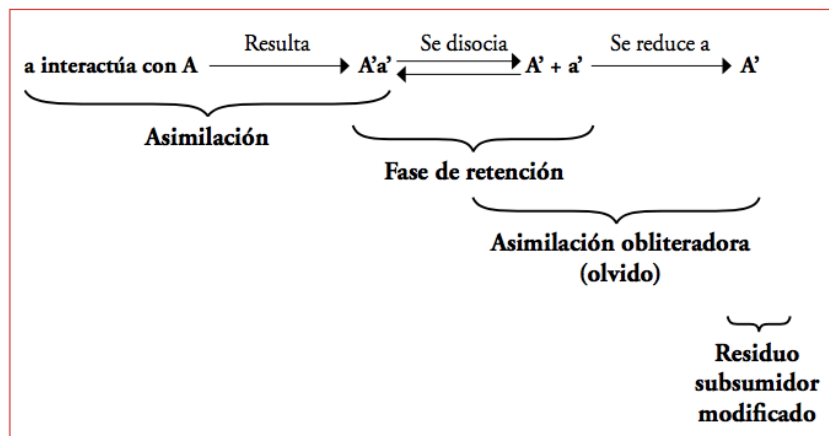 Resulta Se disocia Se reduce a
a interactúa con A A’a’ A’ + a’ A’
Asimilación
Fase de retención
Asimilación obliteradora
(olvido)
Residuo
subsumidor
modificado